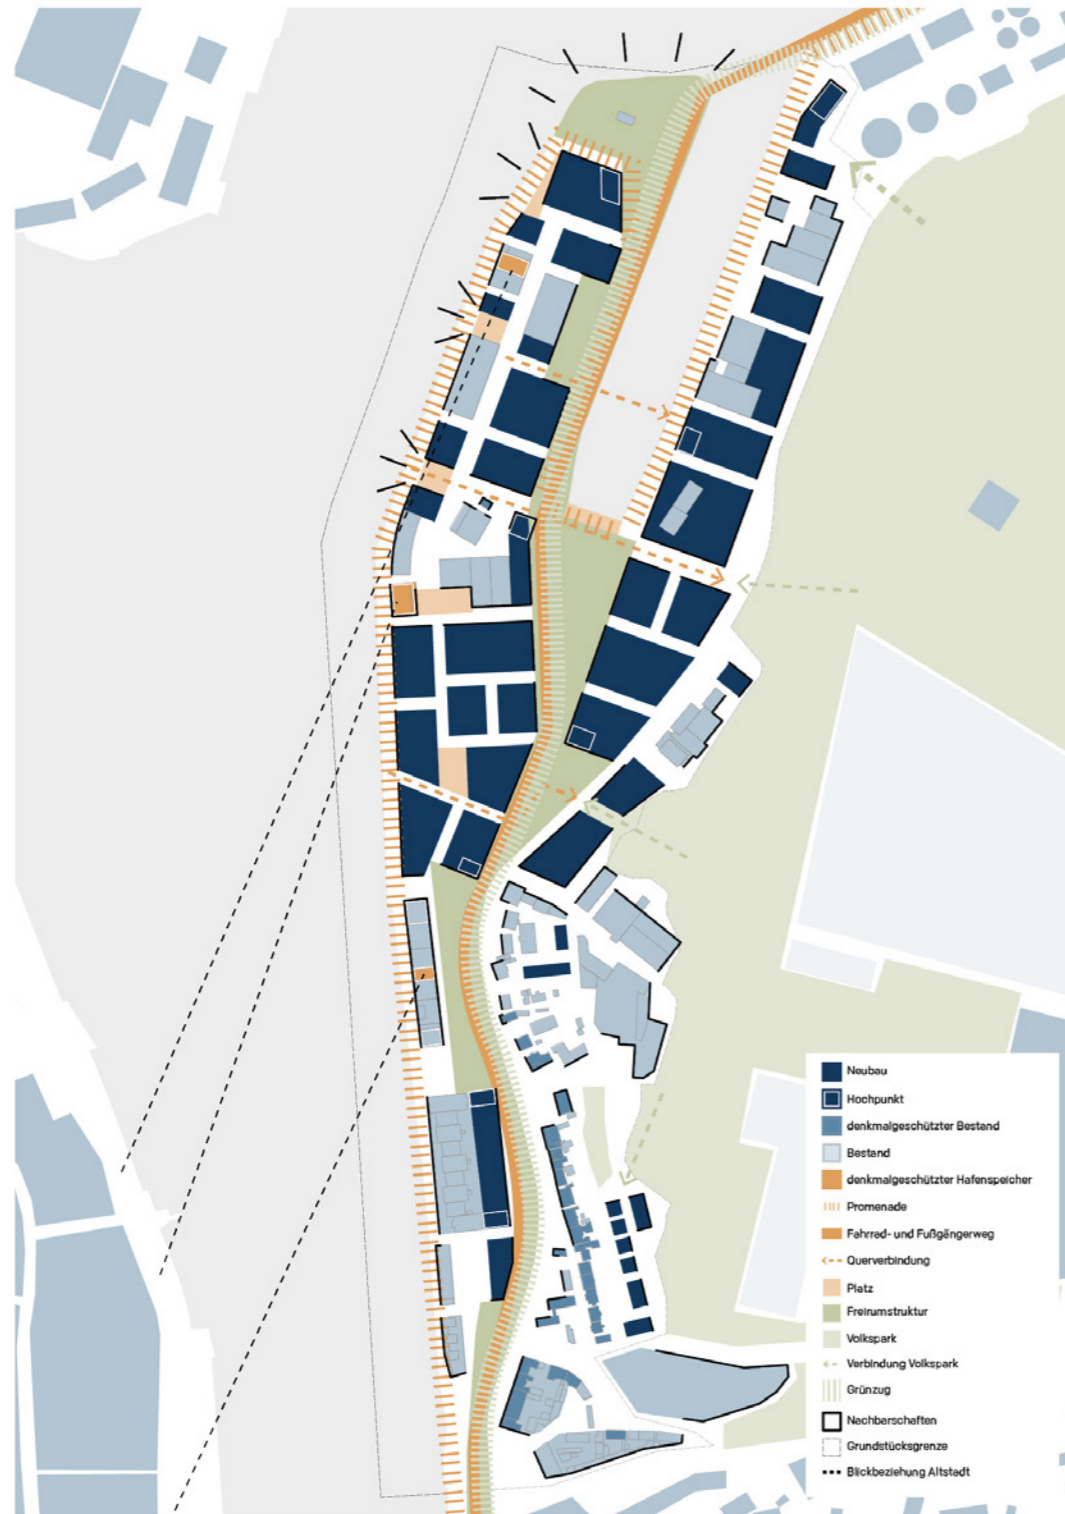 Neubau
Hochpunkt
denkmalgeschützter Bestand
Bestand
denkmalgeschützter Hafenspeicher
Promenade
Fahrrad- und Fußgängerweg
Querverbindung
Platz
Freirumstruktur
Volkspark
Verbindung Volkspark
Grünzug
Nachbarschaften
Grundstücksgrenze
Blickbeziehung Altstadt